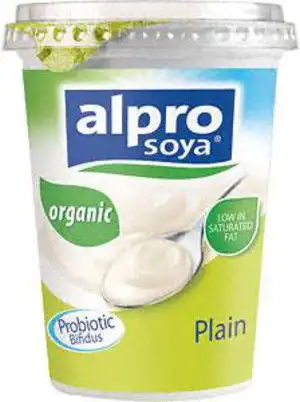 alpro
soya®
organic
LOW IN
SATURATED
FAT
Probiotic
Bifidus
Plain